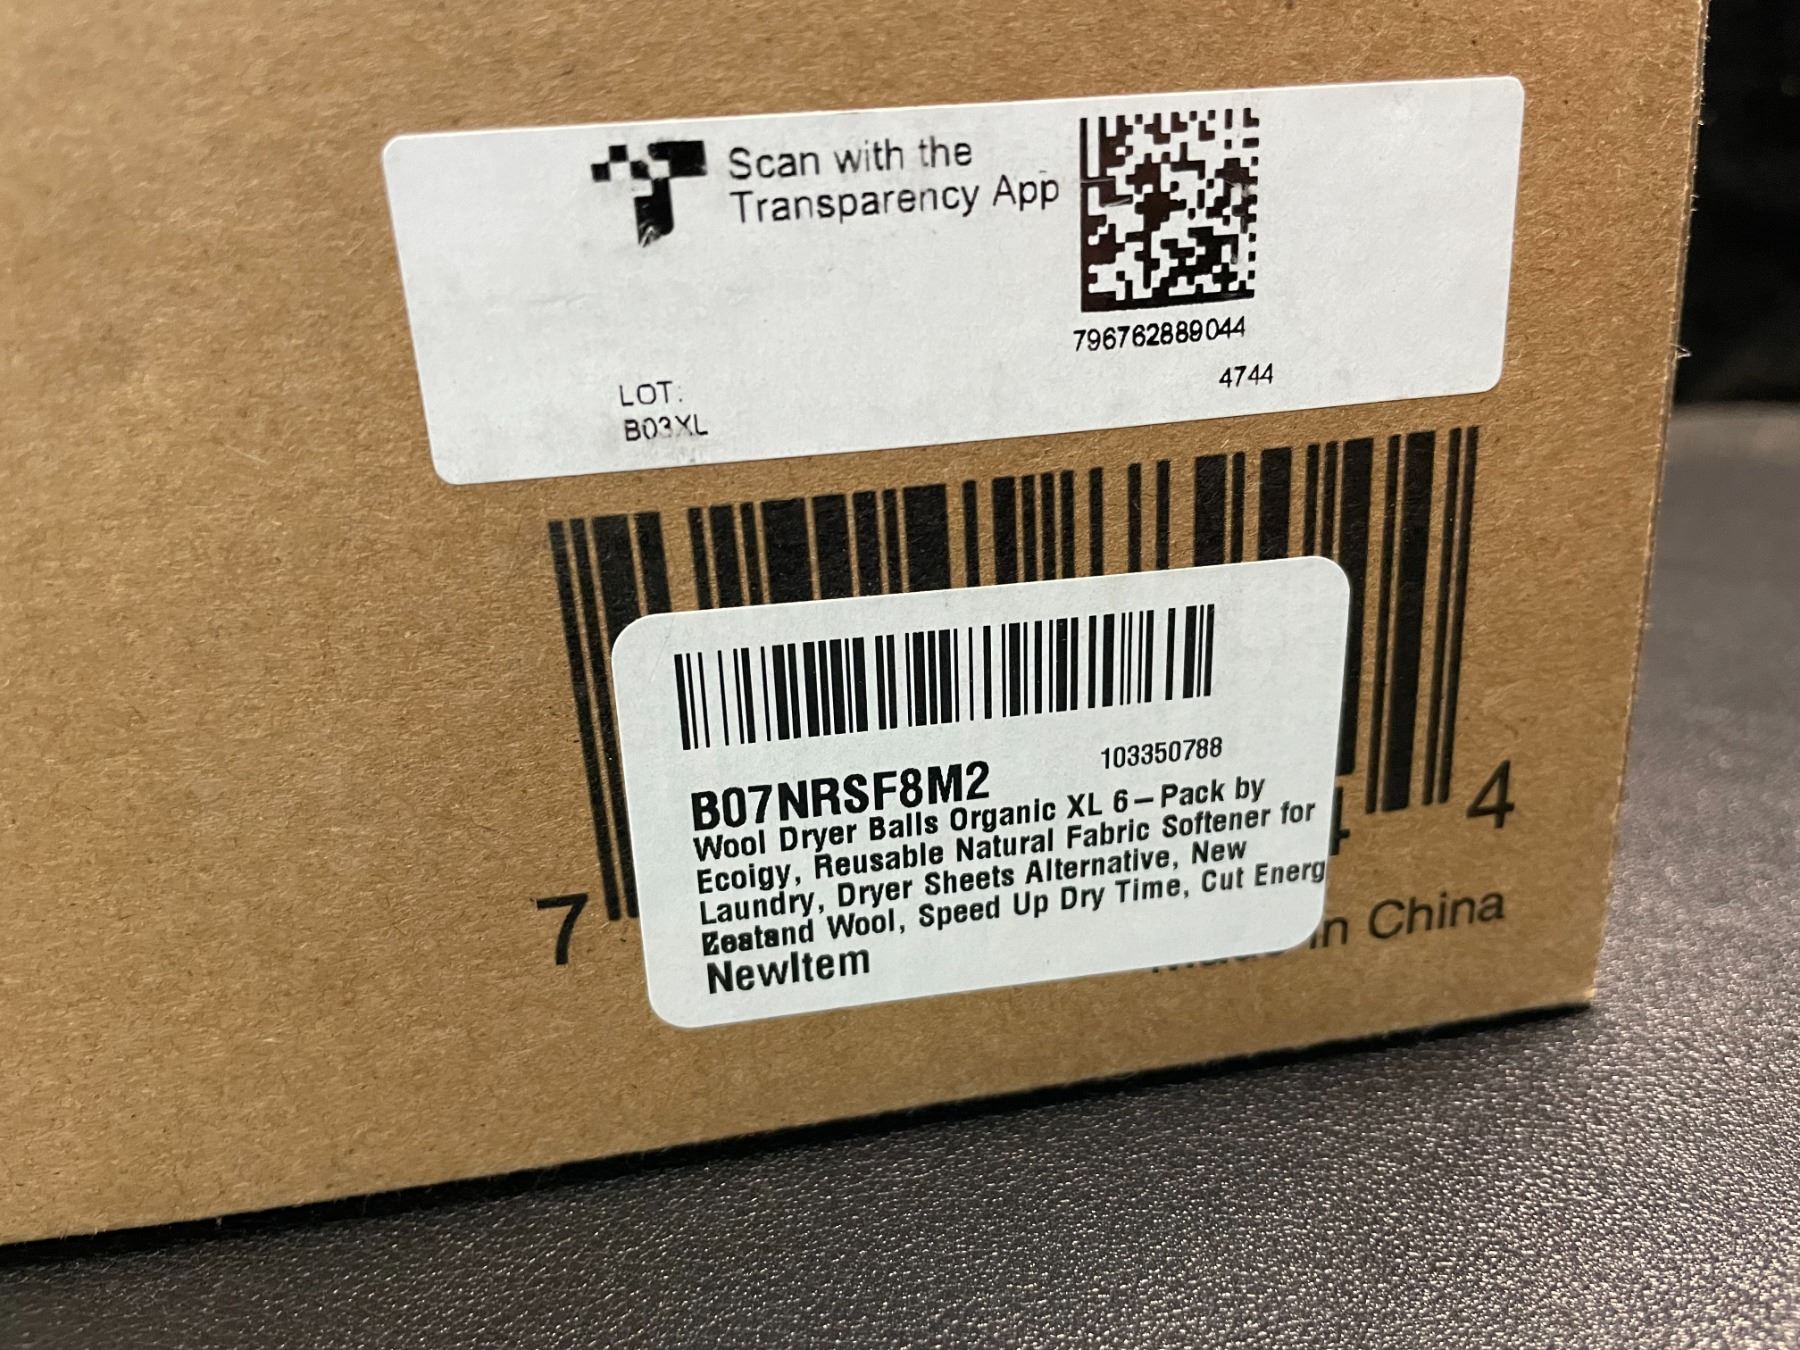 Scan with the
Transparency App
796762889044
4744
LOT:
B03XL
103350788
B07NRSF8M2
Wool Dryer Balls Organic XL 6-Pack by
Ecoigy, Reusable Natural Fabric Softener for
Laundry, Dryer Sheets Alternative, New
Wool, Speed Up Dry Time, Cut Energ
NewItem
7
4
in China